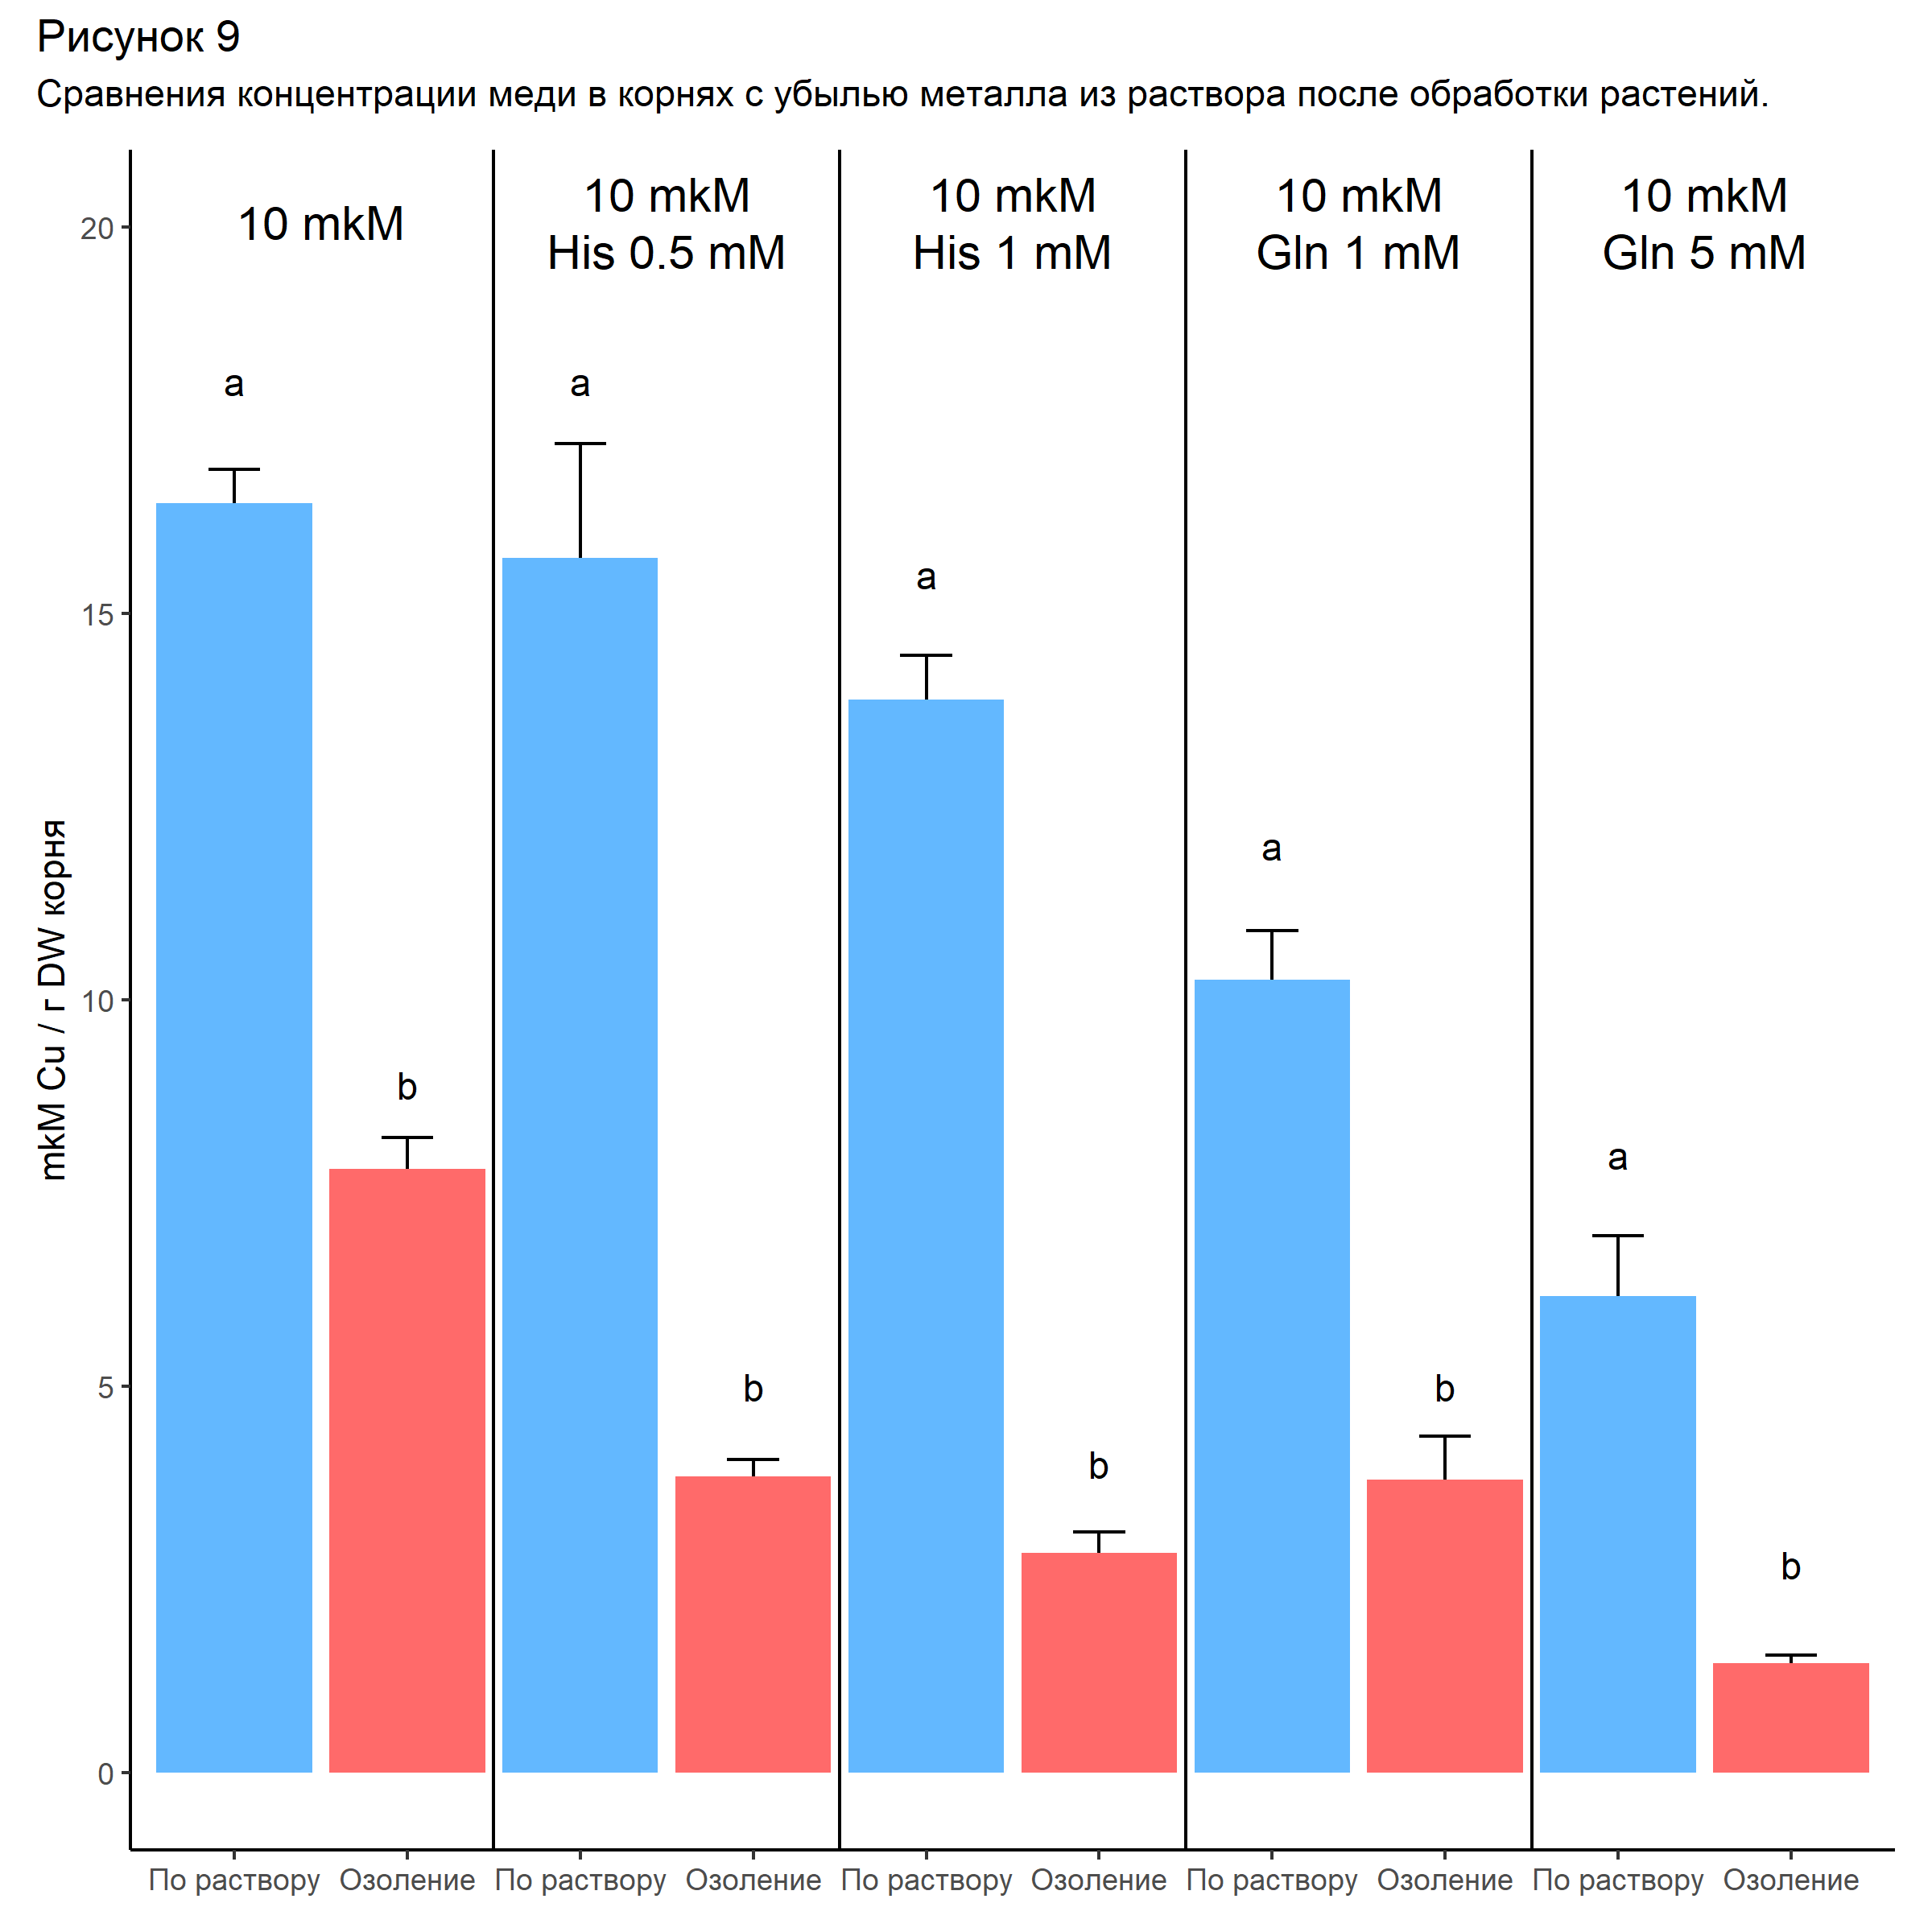 Рисунок 9
Сравнения концентрации меди в корнях с убылью металла из раствора после обработки растений.
10 mkM
10 mkM
His 0.5 mM
10 mkM
His 1 mM
10 mkM
Gln 1 mM
10 mkM
Gln 5 mM
20
15
10
5
0
mkM Cu / г DW корня
a
b
a
b
a
b
a
b
a
b
По раствору
Озоление
По раствору
Озоление
По раствору
Озоление
По раствору
Озоление
По раствору
Озоление